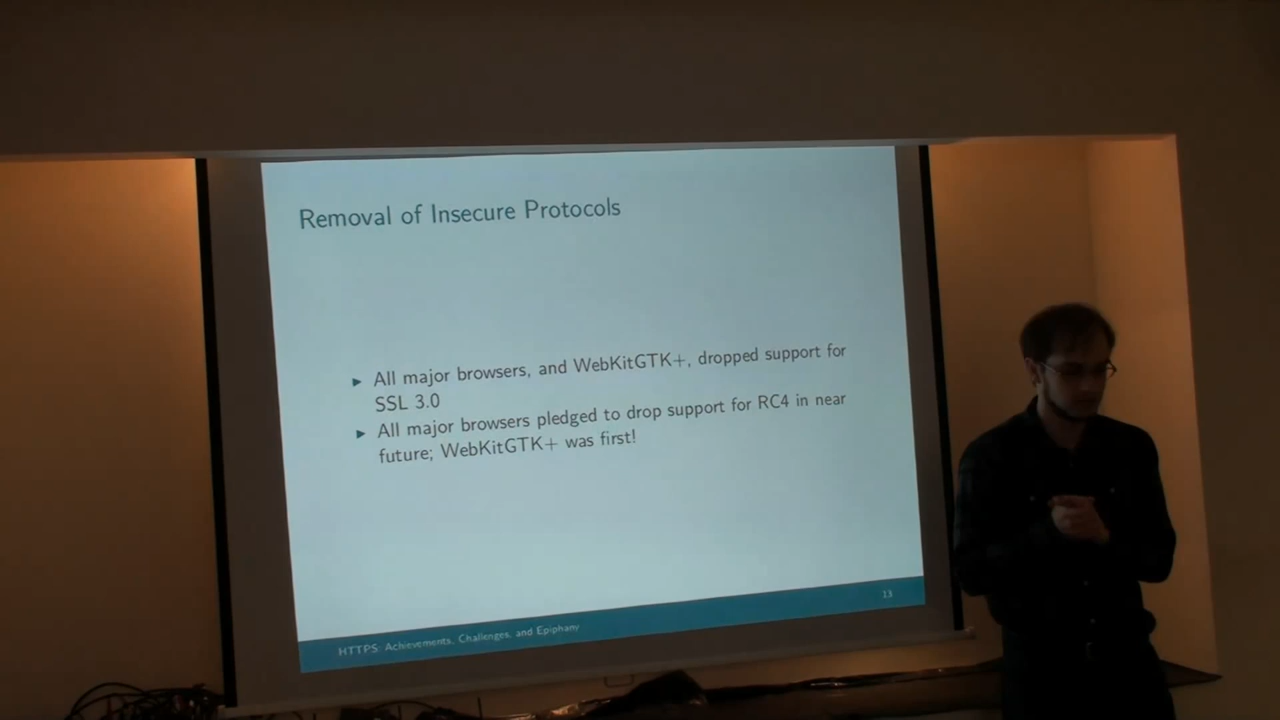 Removal of Insecure Protocols
► All major browsers, and WebKitGTK+, dropped support for
SSL 3.0
► All major browsers pledged to drop support for RC4 in near
future; WebKitGTK+ was first!
HTTPS: Achievements, Challenges, and Epiphany
13